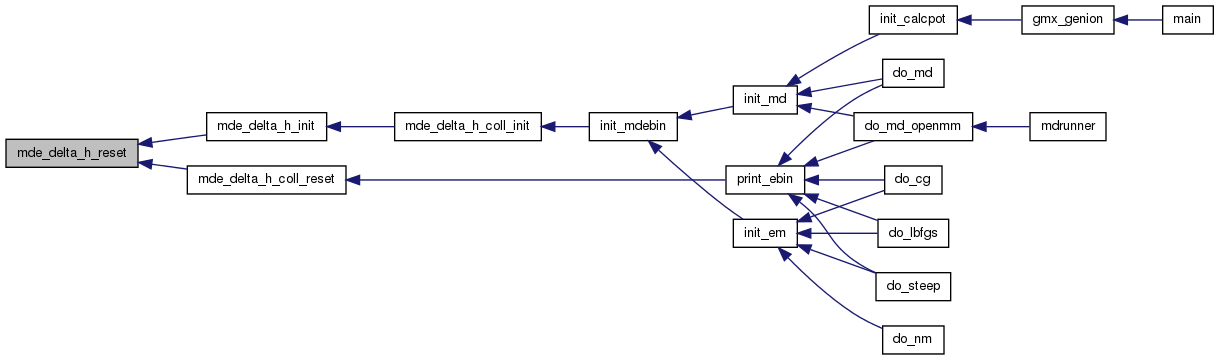 mde_delta_h_reset
mde_delta_h_init
mde_delta_h_coll_reset
mde_delta_h_coll_init
init_mdebin
init_md
print_ebin
init_em
init_calcpot
do_md
do_md_openmm
do_cg
do_lbfgs
do_steep
do_nm
gmx_genion
mdrunner
main